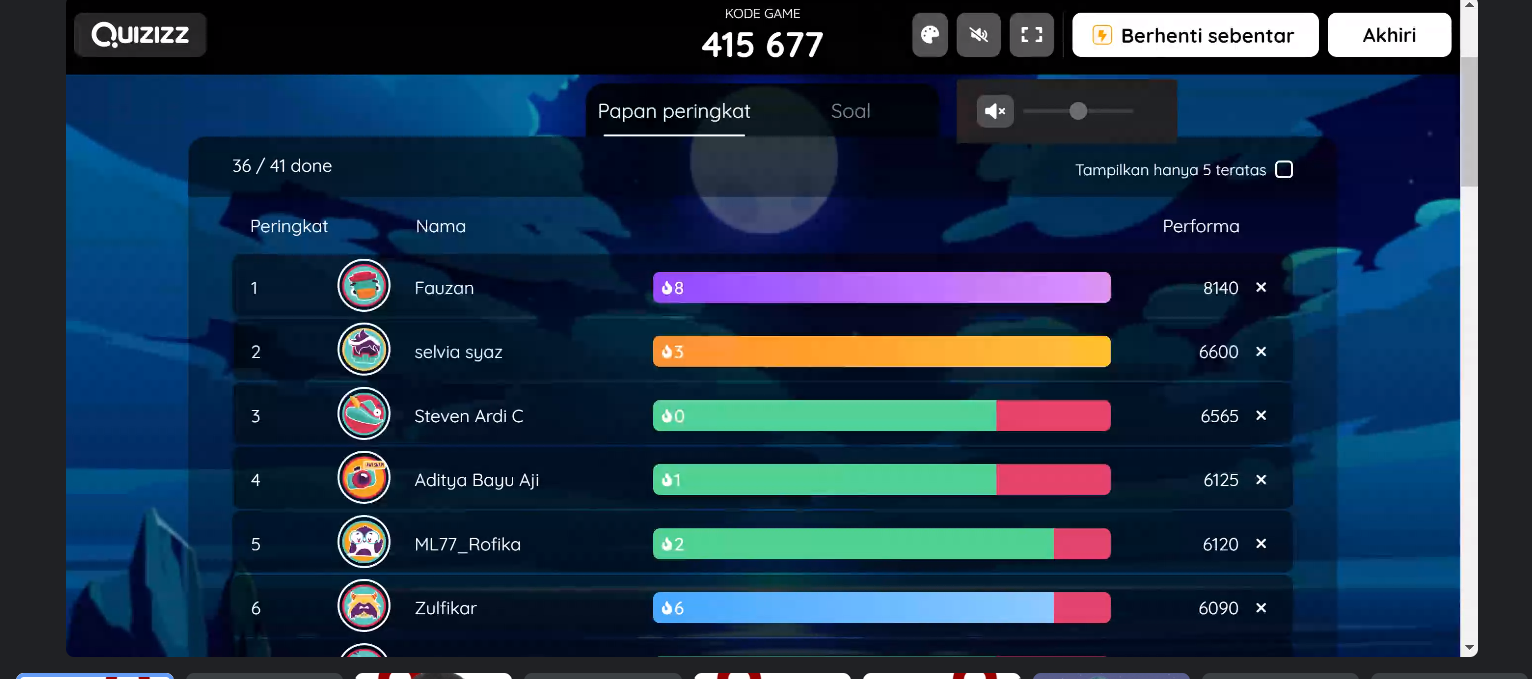 QUIZIZZ
KODE GAME
415 677
Berhenti sebentar
Akhiri
Papan peringkat
Soal
36 / 41 done
Tampilkan hanya 5 teratas
Peringkat Nama Performa
1 Fauzan 8 8140 ×
2 selvia syaz 3 6600 ×
3 Steven Ardi C 0 6565 ×
4 Aditya Bayu Aji 1 6125 ×
5 ML77_Rofika 2 6120 ×
6 Zulfikar 6 6090 ×